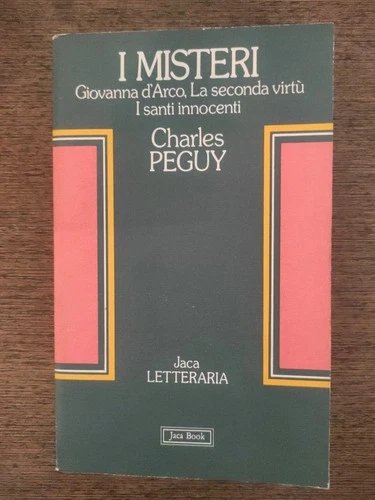 I MISTERI
Giovanna d'Arco, La seconda virtù
I santi innocenti
Charles
PEGUY
Jaca
LETTERARIA
Jaca Book